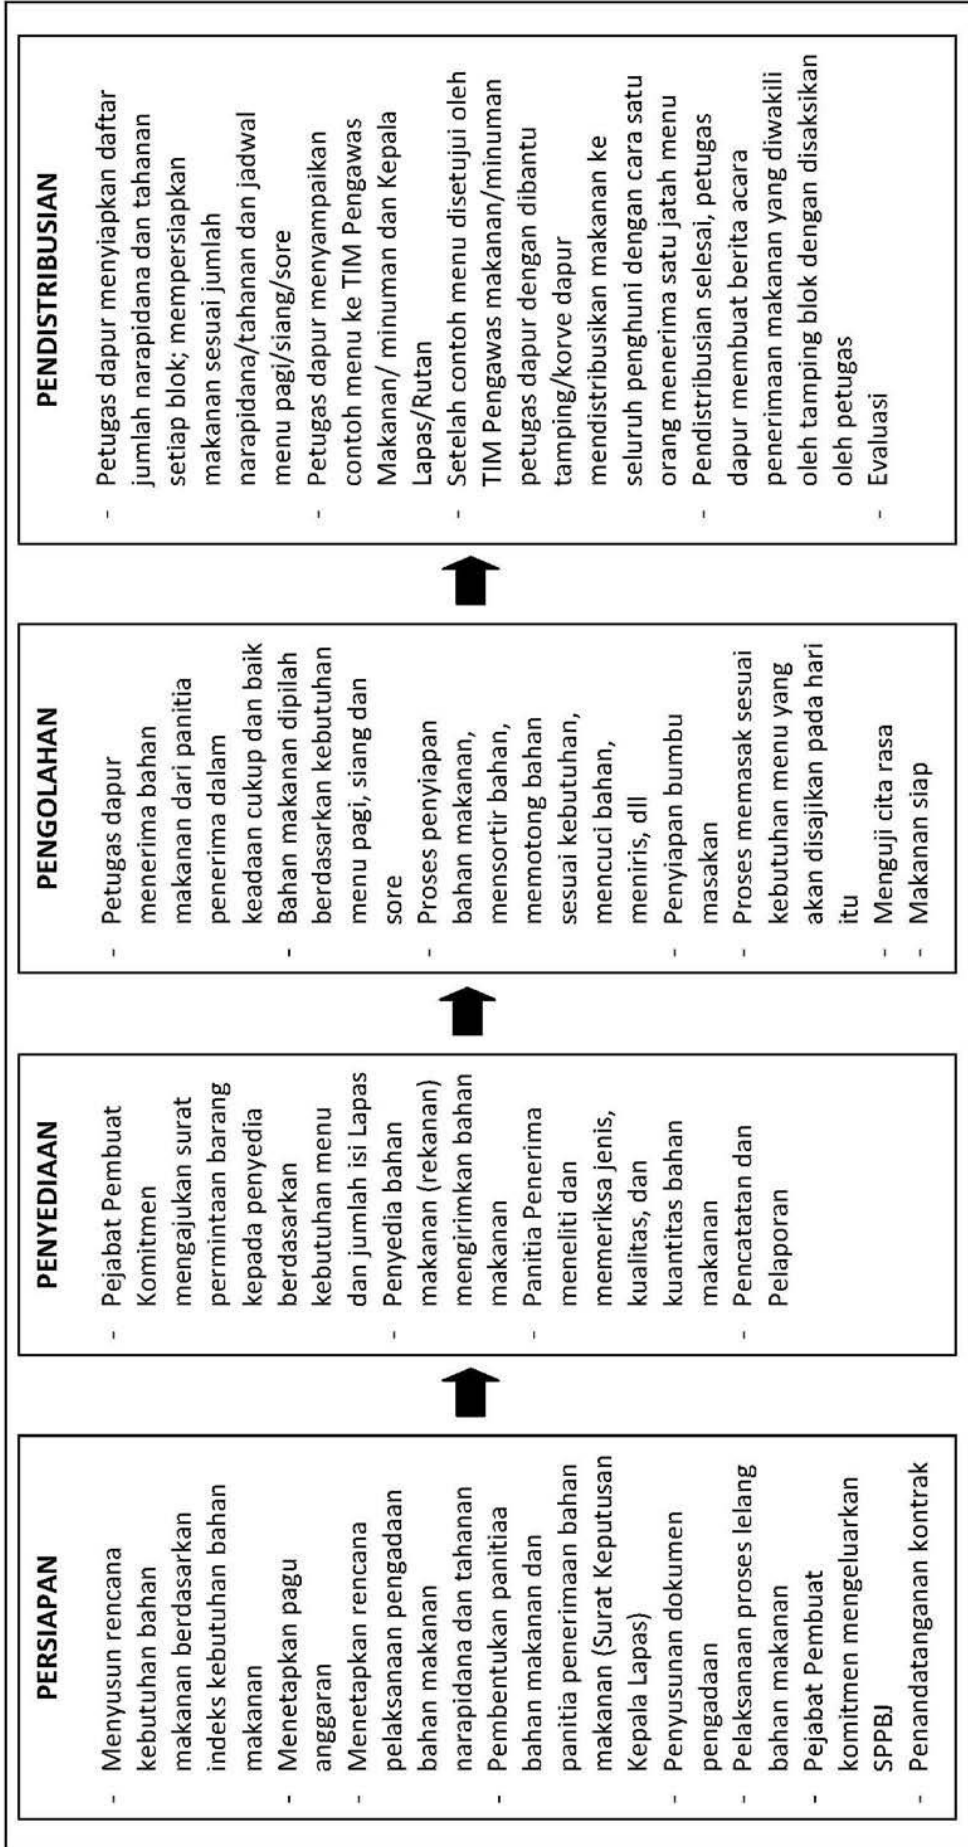 PERSIAPAN
- Menyusun rencana
kebutuhan bahan
makanan berdasarkan
indeks kebutuhan bahan
makanan
- Menetapkan pagu
anggaran
- Menetapkan rencana
pelaksanaan pengadaan
bahan makanan
narapidana dan tahanan
- Pembentukan panitiaa
bahan makanan dan
panitia penerimaan bahan
makanan (Surat Keputusan
Kepala Lapas)
- Penyusunan dokumen
pengadaan
- Pelaksanaan proses lelang
bahan makanan
- Pejabat Pembuat
komitmen mengeluarkan
SPPBJ
- Penandatanganan kontrak
PENYEDIAAN
- Pejabat Pembuat
Komitmen
mengajukan surat
permintaan barang
kepada penyedia
berdasarkan
kebutuhan menu
dan jumlah isi Lapas
- Penyedia bahan
makanan (rekanan)
mengirimkan bahan
makanan
- Panitia Penerima
meneliti dan
memeriksa jenis,
kualitas, dan
kuantitas bahan
makanan
- Pencatatan dan
Pelaporan
PENGOLAHAN
- Petugas dapur
menerima bahan
makanan dari panitia
penerima dalam
keadaan cukup dan baik
- Bahan makanan dipilah
berdasarkan kebutuhan
menu pagi, siang dan
sore
- Proses penyiapan
bahan makanan,
mensortir bahan,
memotong bahan
sesuai kebutuhan,
mencuci bahan,
meniris, dll
- Penyiapan bumbu
masakan
- Proses memasak sesuai
kebutuhan menu yang
akan disajikan pada hari
itu
- Menguji cita rasa
- Makanan siap
PENDISTRIBUSIAN
- Petugas dapur menyiapkan daftar
jumlah narapidana dan tahanan
setiap blok; mempersiapkan
makanan sesuai jumlah
narapidana/tahanan dan jadwal
menu pagi/siang/sore
- Petugas dapur menyampaikan
contoh menu ke TIM Pengawas
Makanan/ minuman dan Kepala
Lapas/Rutan
- Setelah contoh menu disetujui oleh
TIM Pengawas makanan/minuman
petugas dapur dengan dibantu
tamping/korve dapur
mendistribusikan makanan ke
seluruh penghuni dengan cara satu
orang menerima satu jatah menu
- Pendistribusian selesai, petugas
dapur membuat berita acara
penerimaan makanan yang diwakili
oleh tamping blok dengan disaksikan
oleh petugas
- Evaluasi